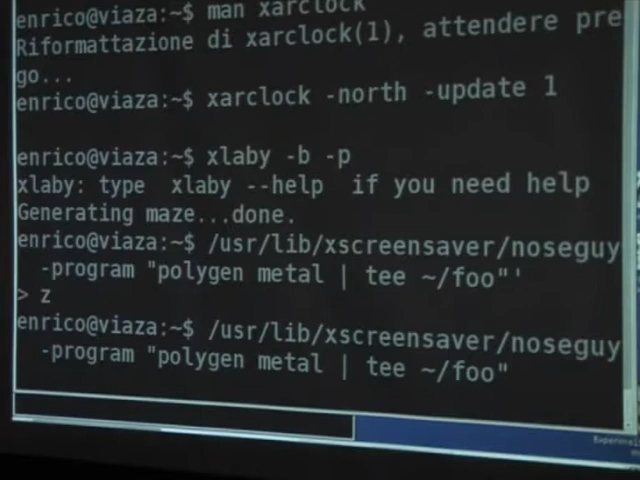 enrico@viaza:~$ man xarclock
Riformattazione di xarclock(1), attendere pre
go...
enrico@viaza:~$ xarclock -north -update 1
enrico@viaza:~$ xlaby -b -p
xlaby: type  xlaby --help  if you need help
Generating maze...done.
enrico@viaza:~$ /usr/lib/xscreensaver/noseguy
-program "polygen metal | tee ~/foo"'
> z
enrico@viaza:~$ /usr/lib/xscreensaver/noseguy
-program "polygen metal | tee ~/foo"